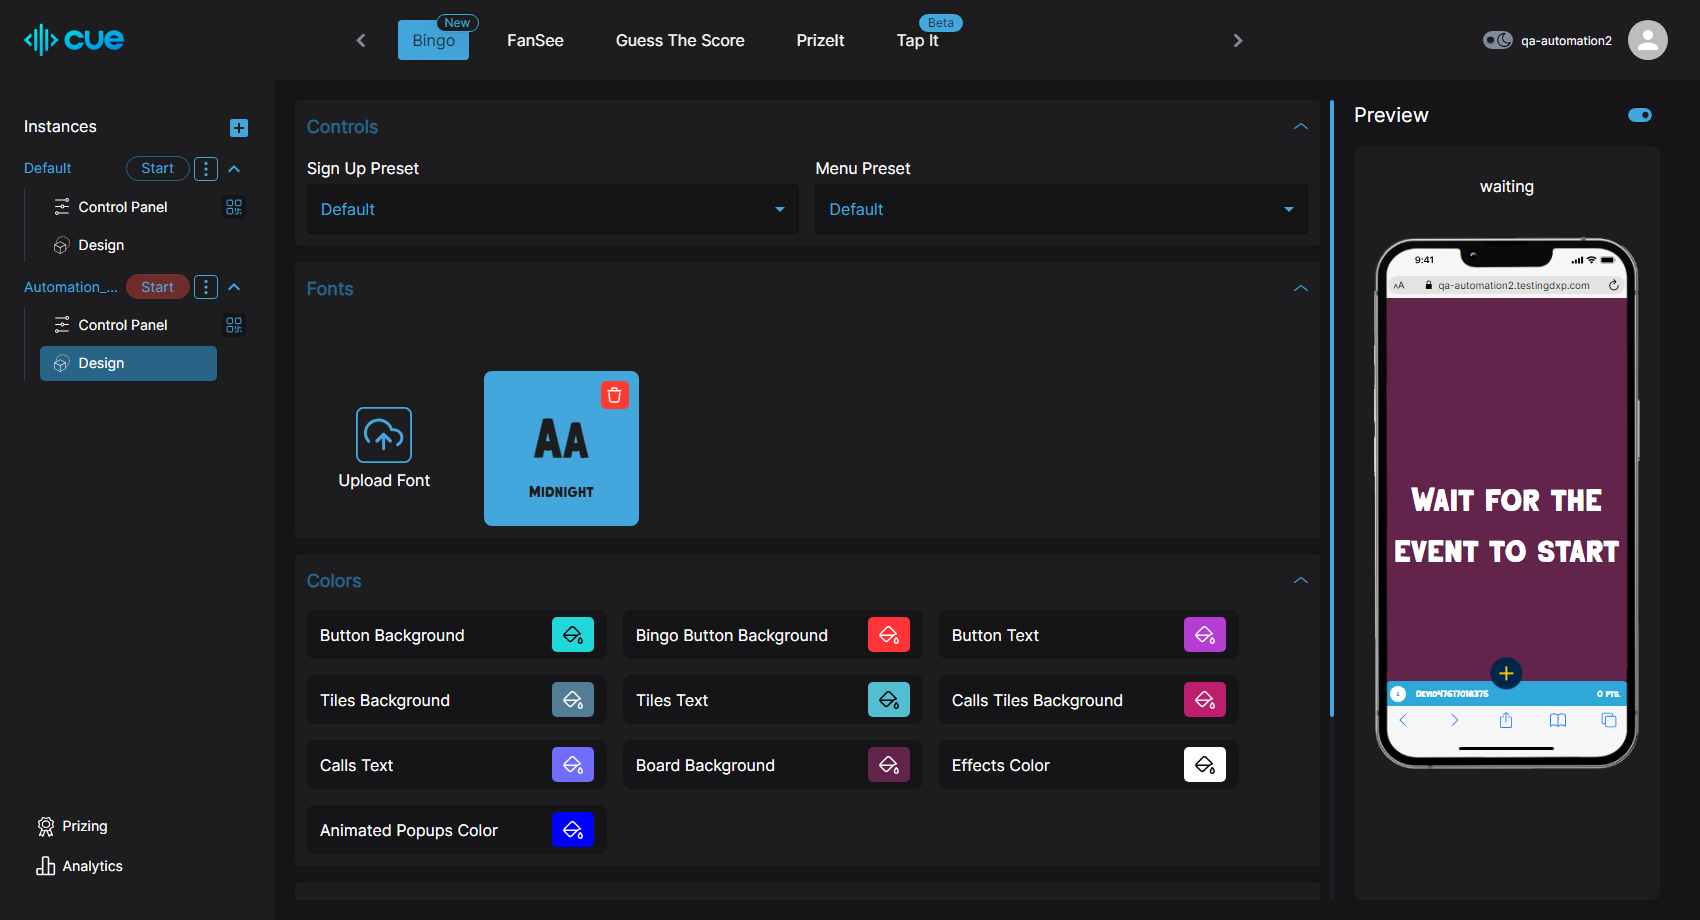 cue
Bingo
New
FanSee
Guess The Score
PrizeIt
Tap It
Beta
qa-automation2
Instances
Default
Start
Control Panel
Design
Automation_...
Start
Control Panel
Design
Prizing
Analytics
Controls
Sign Up Preset
Menu Preset
Default
Default
Fonts
Upload Font
AA
MIDNIGHT
Colors
Button Background
Bingo Button Background
Button Text
Tiles Background
Tiles Text
Calls Tiles Background
Calls Text
Board Background
Effects Color
Animated Popups Color
Preview
waiting
9:41
AA
qa-automation2.testingdxp.com
WAIT FOR THE
EVENT TO START
DEVID47617018375
0 PTS.